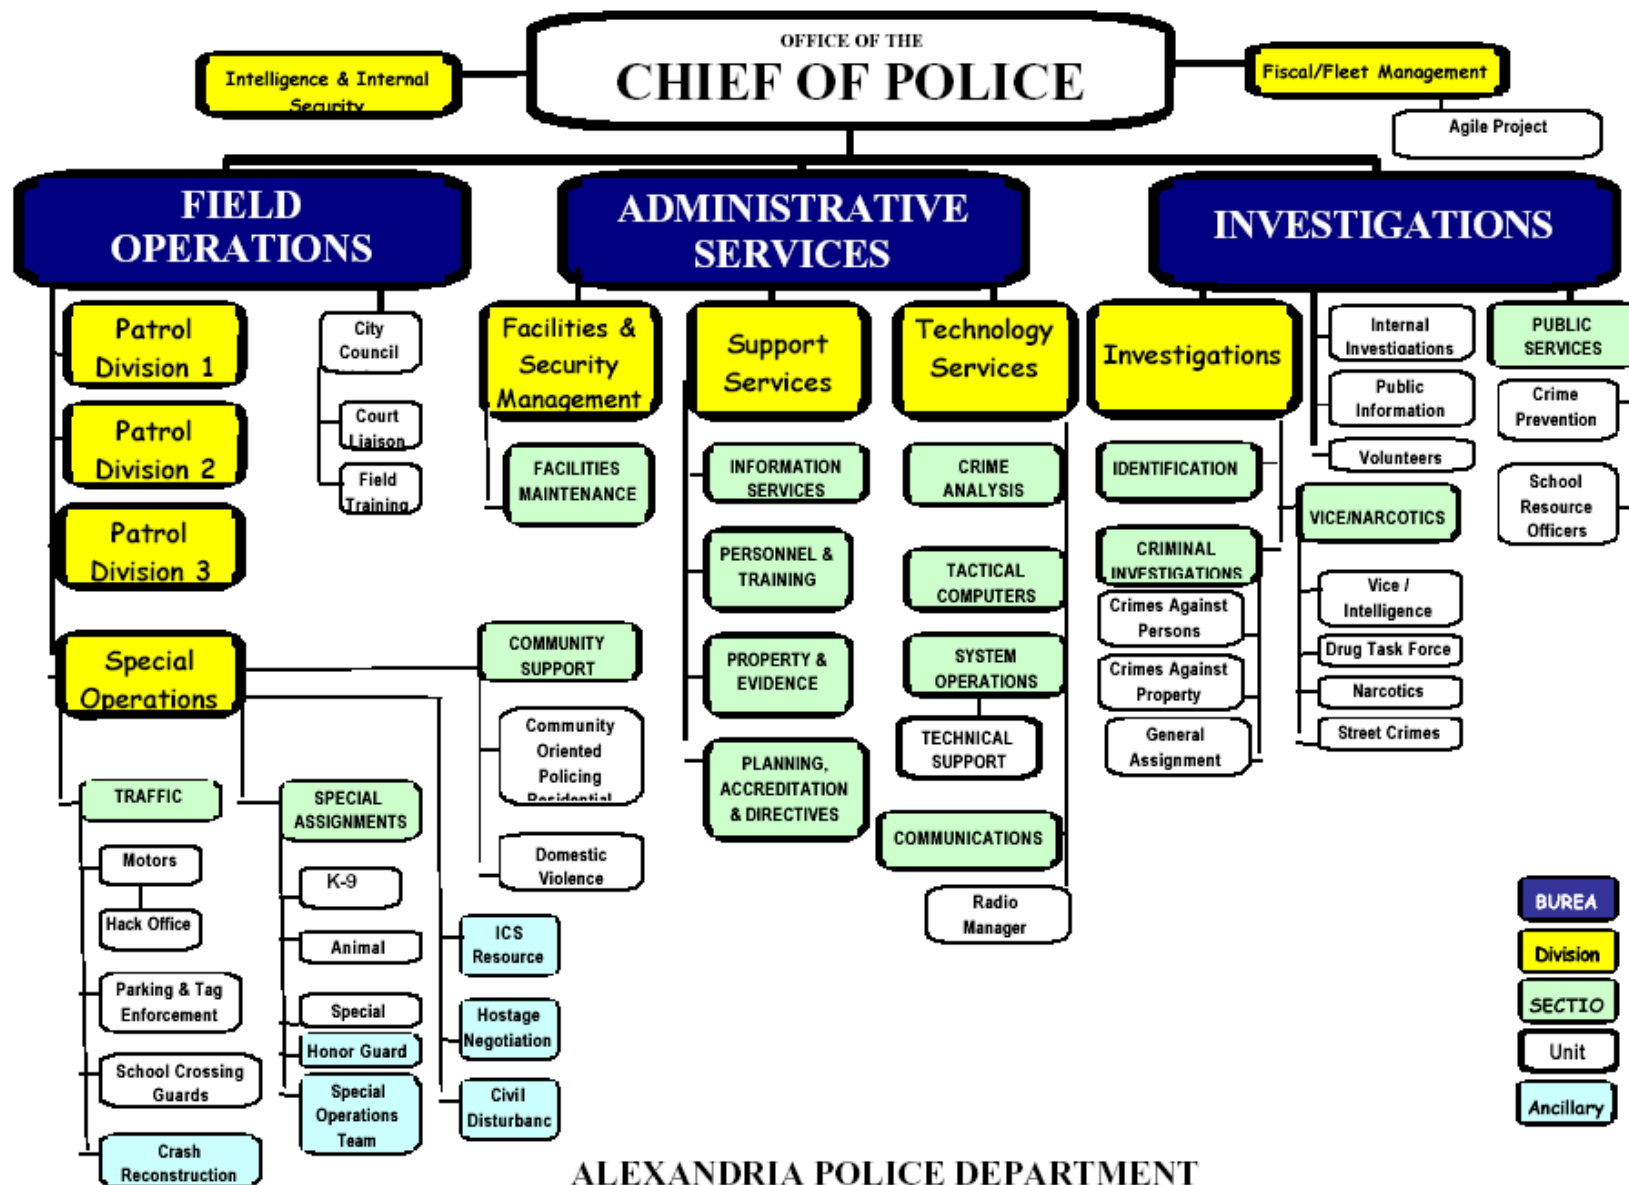 OFFICE OF THE
CHIEF OF POLICE
Intelligence & Internal
Security
Fiscal/Fleet Management
Agile Project
FIELD
OPERATIONS
ADMINISTRATIVE
SERVICES
INVESTIGATIONS
Patrol
Division 1
Patrol
Division 2
Patrol
Division 3
Special
Operations
City
Council
Court
Liaison
Field
Training
TRAFFIC
Motors
Hack Office
Parking & Tag
Enforcement
School Crossing
Guards
Crash
Reconstruction
SPECIAL
ASSIGNMENTS
K-9
Animal
Special
Honor Guard
Special
Operations
Team
COMMUNITY
SUPPORT
Community
Oriented
Policing
Residential
Domestic
Violence
ICS
Resource
Hostage
Negotiation
Civil
Disturbanc
Facilities &
Security
Management
FACILITIES
MAINTENANCE
Support
Services
INFORMATION
SERVICES
PERSONNEL &
TRAINING
PROPERTY &
EVIDENCE
PLANNING,
ACCREDITATION
& DIRECTIVES
Technology
Services
CRIME
ANALYSIS
TACTICAL
COMPUTERS
SYSTEM
OPERATIONS
TECHNICAL
SUPPORT
COMMUNICATIONS
Radio
Manager
Investigations
IDENTIFICATION
CRIMINAL
INVESTIGATIONS
Crimes Against
Persons
Crimes Against
Property
General
Assignment
Internal
Investigations
Public
Information
Volunteers
VICE/NARCOTICS
Vice /
Intelligence
Drug Task Force
Narcotics
Street Crimes
PUBLIC
SERVICES
Crime
Prevention
School
Resource
Officers
BUREA
Division
SECTIO
Unit
Ancillary
ALEXANDRIA POLICE DEPARTMENT